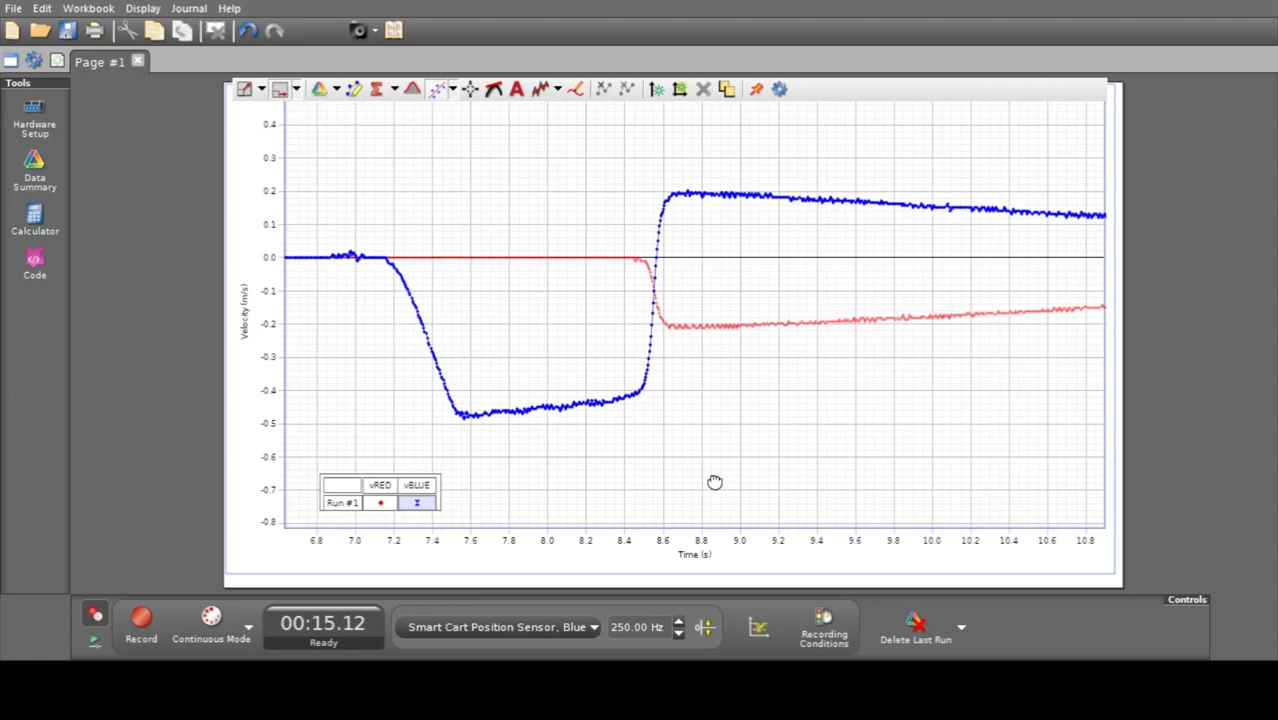 File Edit Workbook Display Journal Help
Page #1
Tools
Hardware
Setup
Data
Summary
Calculator
Code
0.4
0.3
0.2
0.1
0.0
-0.1
-0.2
-0.3
-0.4
-0.5
-0.6
-0.7
-0.8
Velocity (m/s)
vRED vBLUE
Run #1
6.8 7.0 7.2 7.4 7.6 7.8 8.0 8.2 8.4 8.6 8.8 9.0 9.2 9.4 9.6 9.8 10.0 10.2 10.4 10.6 10.8
Time (s)
Controls
Record
Continuous Mode
00:15.12
Ready
Smart Cart Position Sensor, Blue
250.00 Hz
Recording
Conditions
Delete Last Run